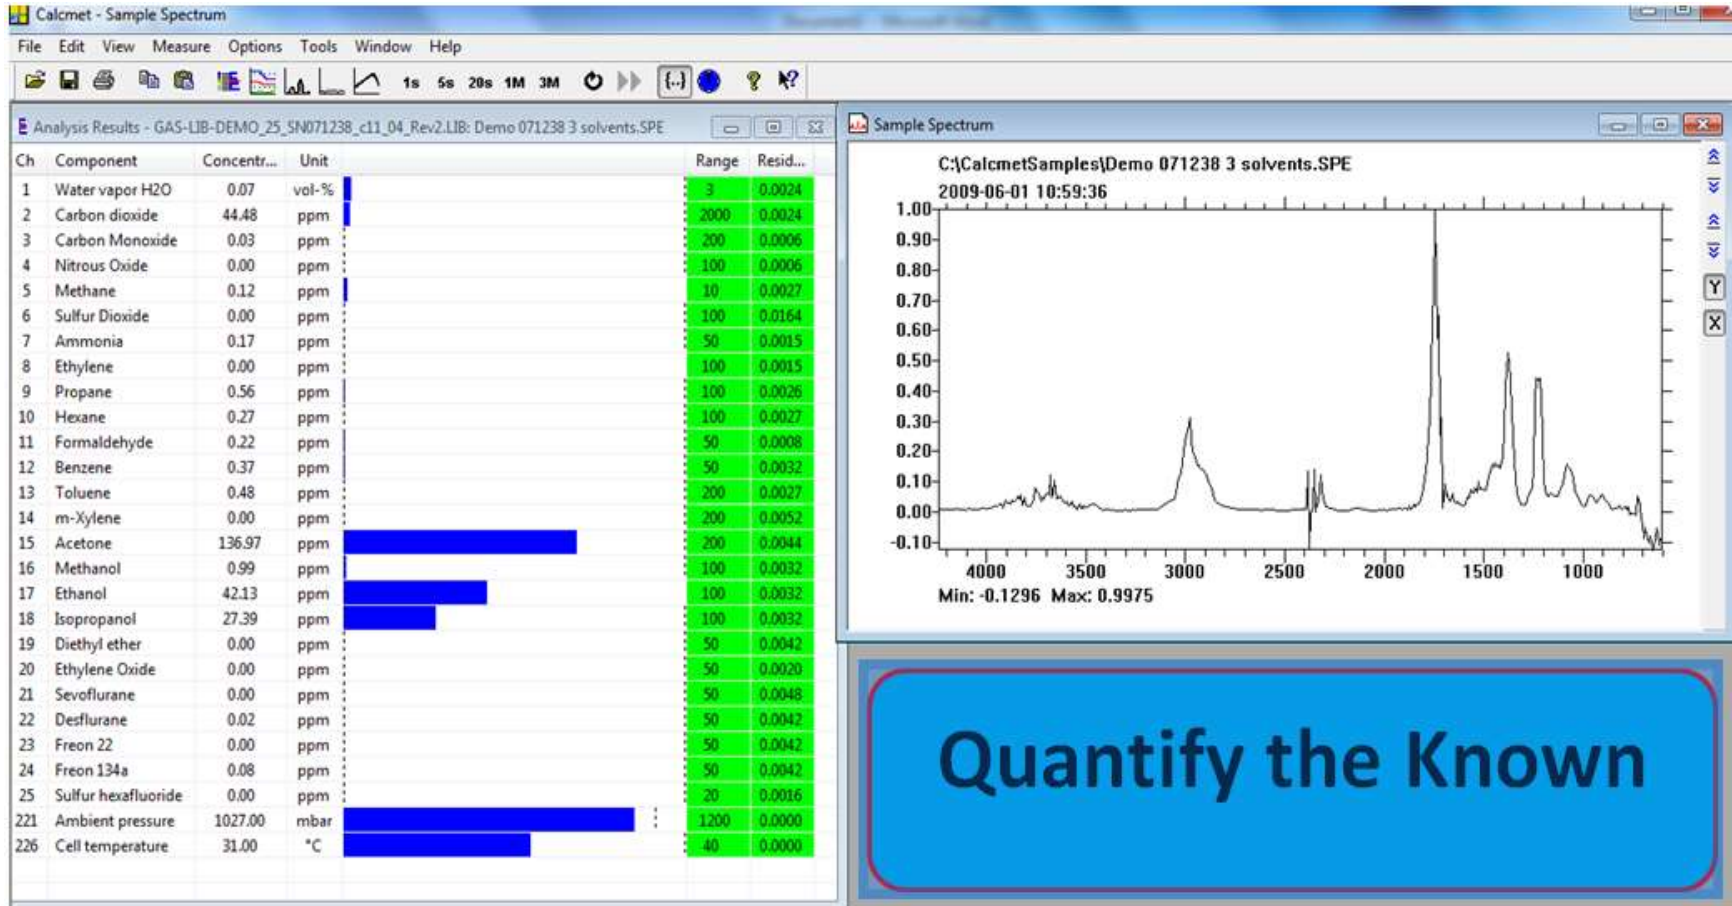 Calcmet - Sample Spectrum
File Edit View Measure Options Tools Window Help
1s 5s 20s 1M 3M {..} ? ?
Analysis Results - GAS-LIB-DEMO_25_SN071238_c11_04_Rev2.LIB: Demo 071238 3 solvents.SPE
Ch Component Concentr... Unit Range Resid...
1 Water vapor H2O 0.07 vol-% 3 0.0024
2 Carbon dioxide 44.48 ppm 2000 0.0024
3 Carbon Monoxide 0.03 ppm 200 0.0006
4 Nitrous Oxide 0.00 ppm 100 0.0006
5 Methane 0.12 ppm 10 0.0027
6 Sulfur Dioxide 0.00 ppm 100 0.0164
7 Ammonia 0.17 ppm 50 0.0015
8 Ethylene 0.00 ppm 100 0.0015
9 Propane 0.56 ppm 100 0.0026
10 Hexane 0.27 ppm 100 0.0027
11 Formaldehyde 0.22 ppm 50 0.0008
12 Benzene 0.37 ppm 50 0.0032
13 Toluene 0.48 ppm 200 0.0027
14 m-Xylene 0.00 ppm 200 0.0052
15 Acetone 136.97 ppm 200 0.0044
16 Methanol 0.99 ppm 100 0.0032
17 Ethanol 42.13 ppm 100 0.0032
18 Isopropanol 27.39 ppm 100 0.0032
19 Diethyl ether 0.00 ppm 50 0.0042
20 Ethylene Oxide 0.00 ppm 50 0.0020
21 Sevoflurane 0.00 ppm 50 0.0048
22 Desflurane 0.02 ppm 50 0.0042
23 Freon 22 0.00 ppm 50 0.0042
24 Freon 134a 0.08 ppm 50 0.0042
25 Sulfur hexafluoride 0.00 ppm 20 0.0016
221 Ambient pressure 1027.00 mbar 1200 0.0000
226 Cell temperature 31.00 °C 40 0.0000
Sample Spectrum
C:\CalcmetSamples\Demo 071238 3 solvents.SPE
2009-06-01 10:59:36
1.00
0.90
0.80
0.70
0.60
0.50
0.40
0.30
0.20
0.10
0.00
-0.10
4000 3500 3000 2500 2000 1500 1000
Min: -0.1296 Max: 0.9975
Y
X
Quantify the Known